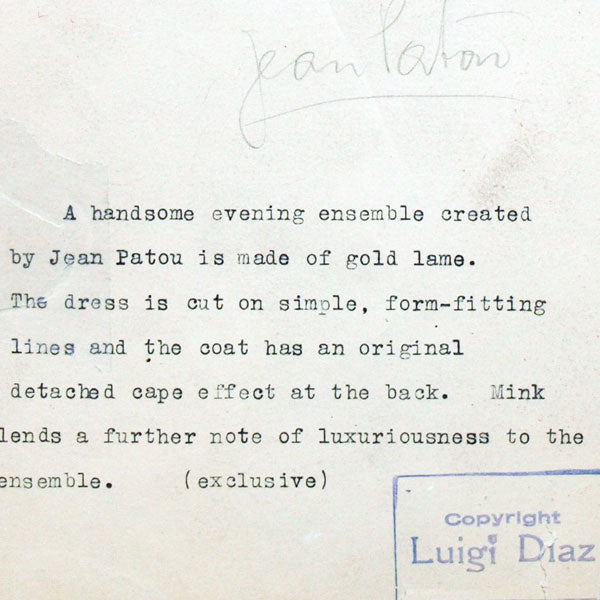 Jean Patou
A handsome evening ensemble created
by Jean Patou is made of gold lame.
The dress is cut on simple, form-fitting
lines and the coat has an original
detached cape effect at the back. Mink
lends a further note of luxuriousness to the
ensemble. (exclusive)
Copyright
Luigi Diaz